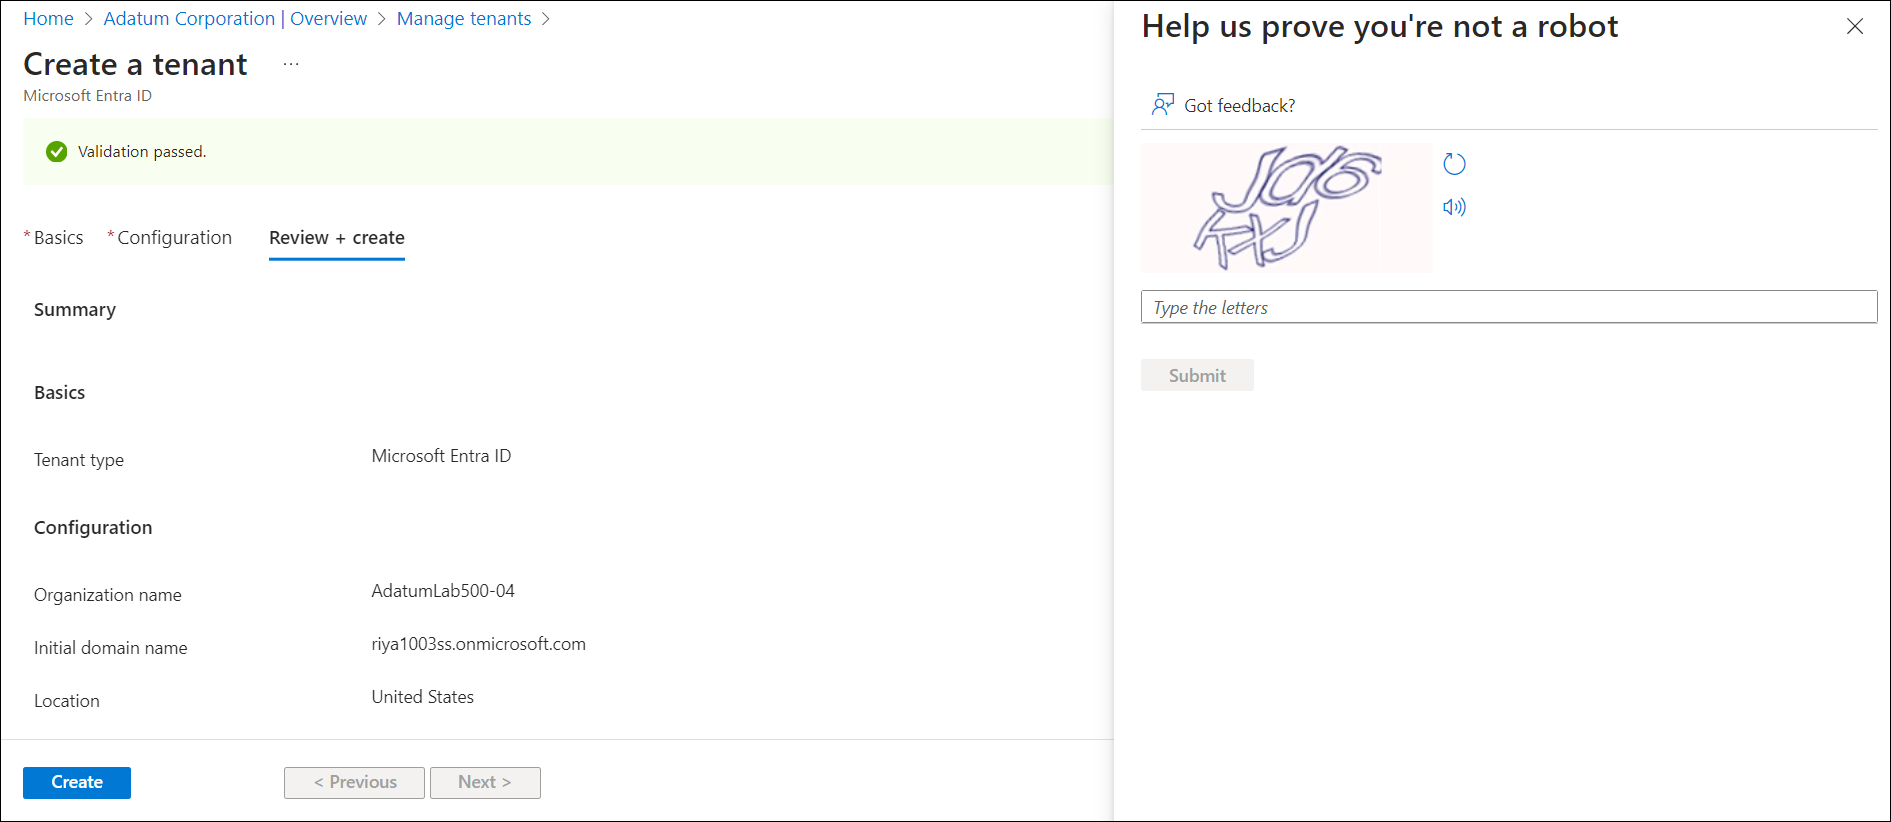 Home > Adatum Corporation | Overview > Manage tenants >
Create a tenant ...
Microsoft Entra ID
Validation passed.
* Basics * Configuration Review + create
Summary
Basics
Tenant type Microsoft Entra ID
Configuration
Organization name AdatumLab500-04
Initial domain name riya1003ss.onmicrosoft.com
Location United States
Create < Previous Next >
Help us prove you're not a robot
Got feedback?
Type the letters
Submit